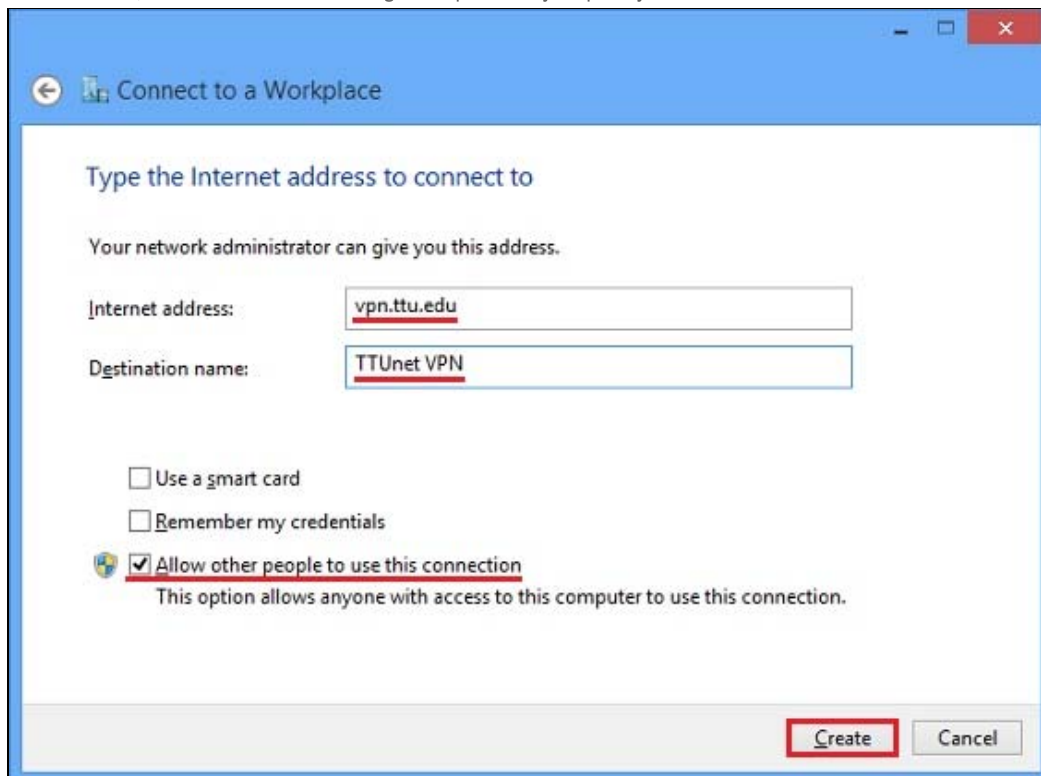 Connect to a Workplace
Type the Internet address to connect to
Your network administrator can give you this address.
Internet address: vpn.ttu.edu
Destination name: TTUnet VPN
Use a smart card
Remember my credentials
Allow other people to use this connection
This option allows anyone with access to this computer to use this connection.
Create Cancel